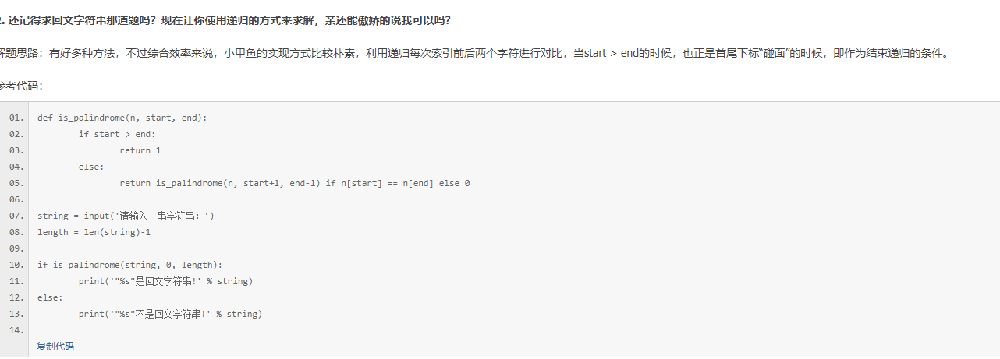 . 还记得求回文字符串那道题吗？现在让你使用递归的方式来求解，亲还能傲娇的说我可以吗？
解题思路：有好多种方法，不过综合效率来说，小甲鱼的实现方式比较朴素，利用递归每次索引前后两个字符进行对比，当start > end的时候，也正是首尾下标“碰面”的时候，即作为结束递归的条件。
参考代码：
01. def is_palindrome(n, start, end):
02. if start > end:
03. return 1
04. else:
05. return is_palindrome(n, start+1, end-1) if n[start] == n[end] else 0
06.
07. string = input('请输入一串字符串：')
08. length = len(string)-1
09.
10. if is_palindrome(string, 0, length):
11. print('"%s"是回文字符串!' % string)
12. else:
13. print('"%s"不是回文字符串!' % string)
14.
复制代码